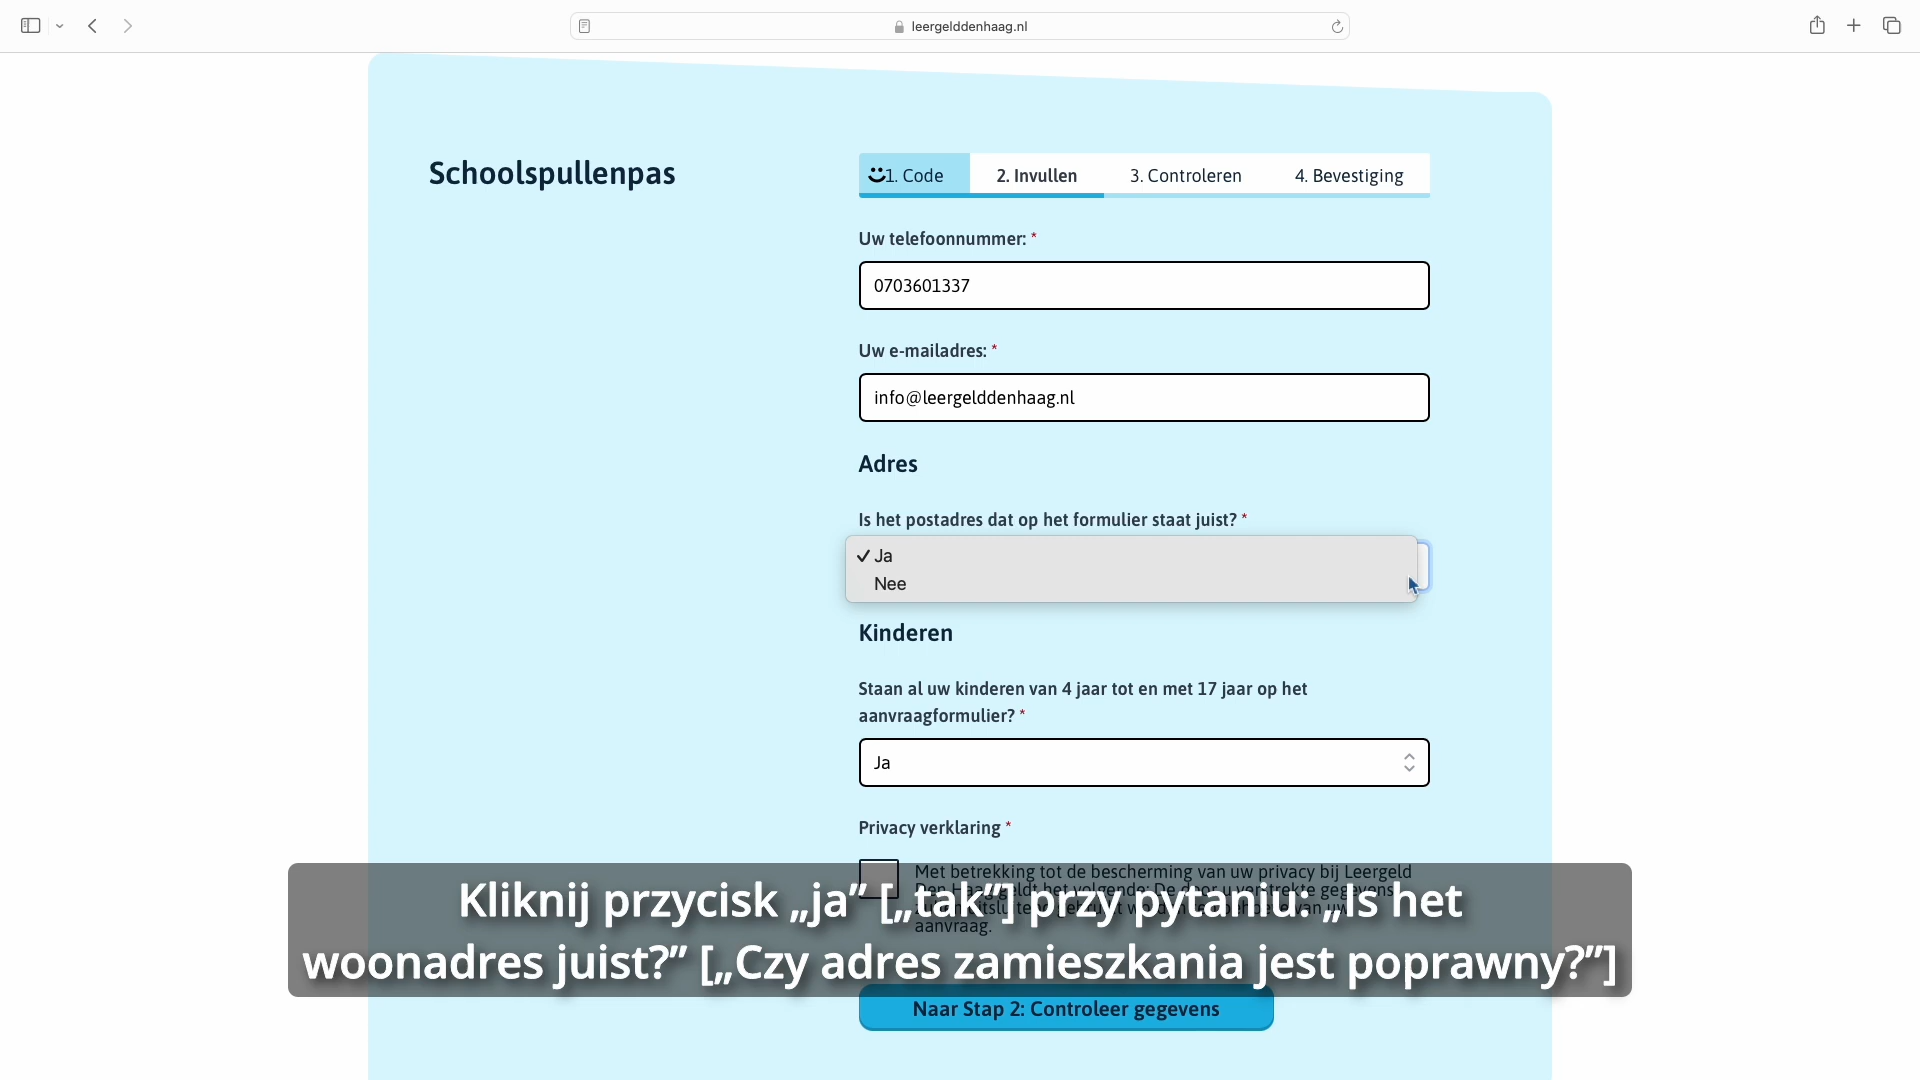 leergelddenhaag.nl
Schoolspullenpas
1. Code
2. Invullen
3. Controleren
4. Bevestiging
Uw telefoonnummer: *
0703601337
Uw e-mailadres: *
info@leergelddenhaag.nl
Adres
Is het postadres dat op het formulier staat juist? *
✓ Ja
Nee
Kinderen
Staan al uw kinderen van 4 jaar tot en met 17 jaar op het
aanvraagformulier? *
Ja
Privacy verklaring *
Met betrekking tot de bescherming van uw privacy bij Leergeld
aanvraag.
Kliknij przycisk „ja” [„tak”] przy pytaniu: „Is het
woonadres juist?” [„Czy adres zamieszkania jest poprawny?”]
Naar Stap 2: Controleer gegevens